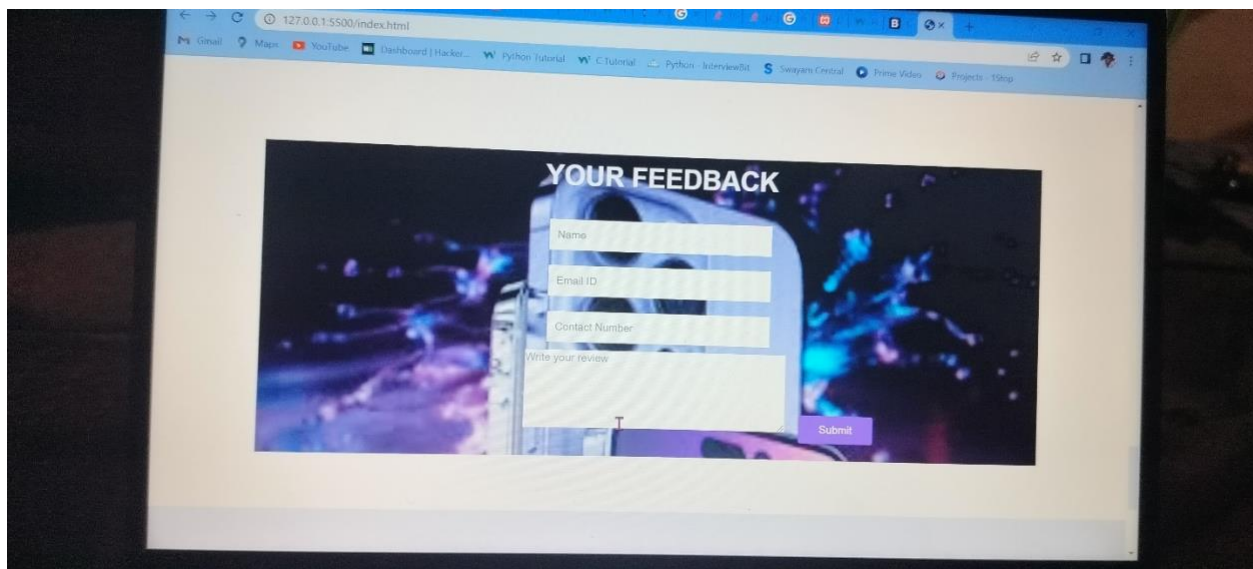 127.0.0.1:5500/index.html
Gmail Maps YouTube Dashboard | Hacker... Python Tutorial C Tutorial Python - InterviewBit Swayam Central Prime Video Projects - 1Stop
YOUR FEEDBACK
Name
Email ID
Contact Number
Write your review
Submit